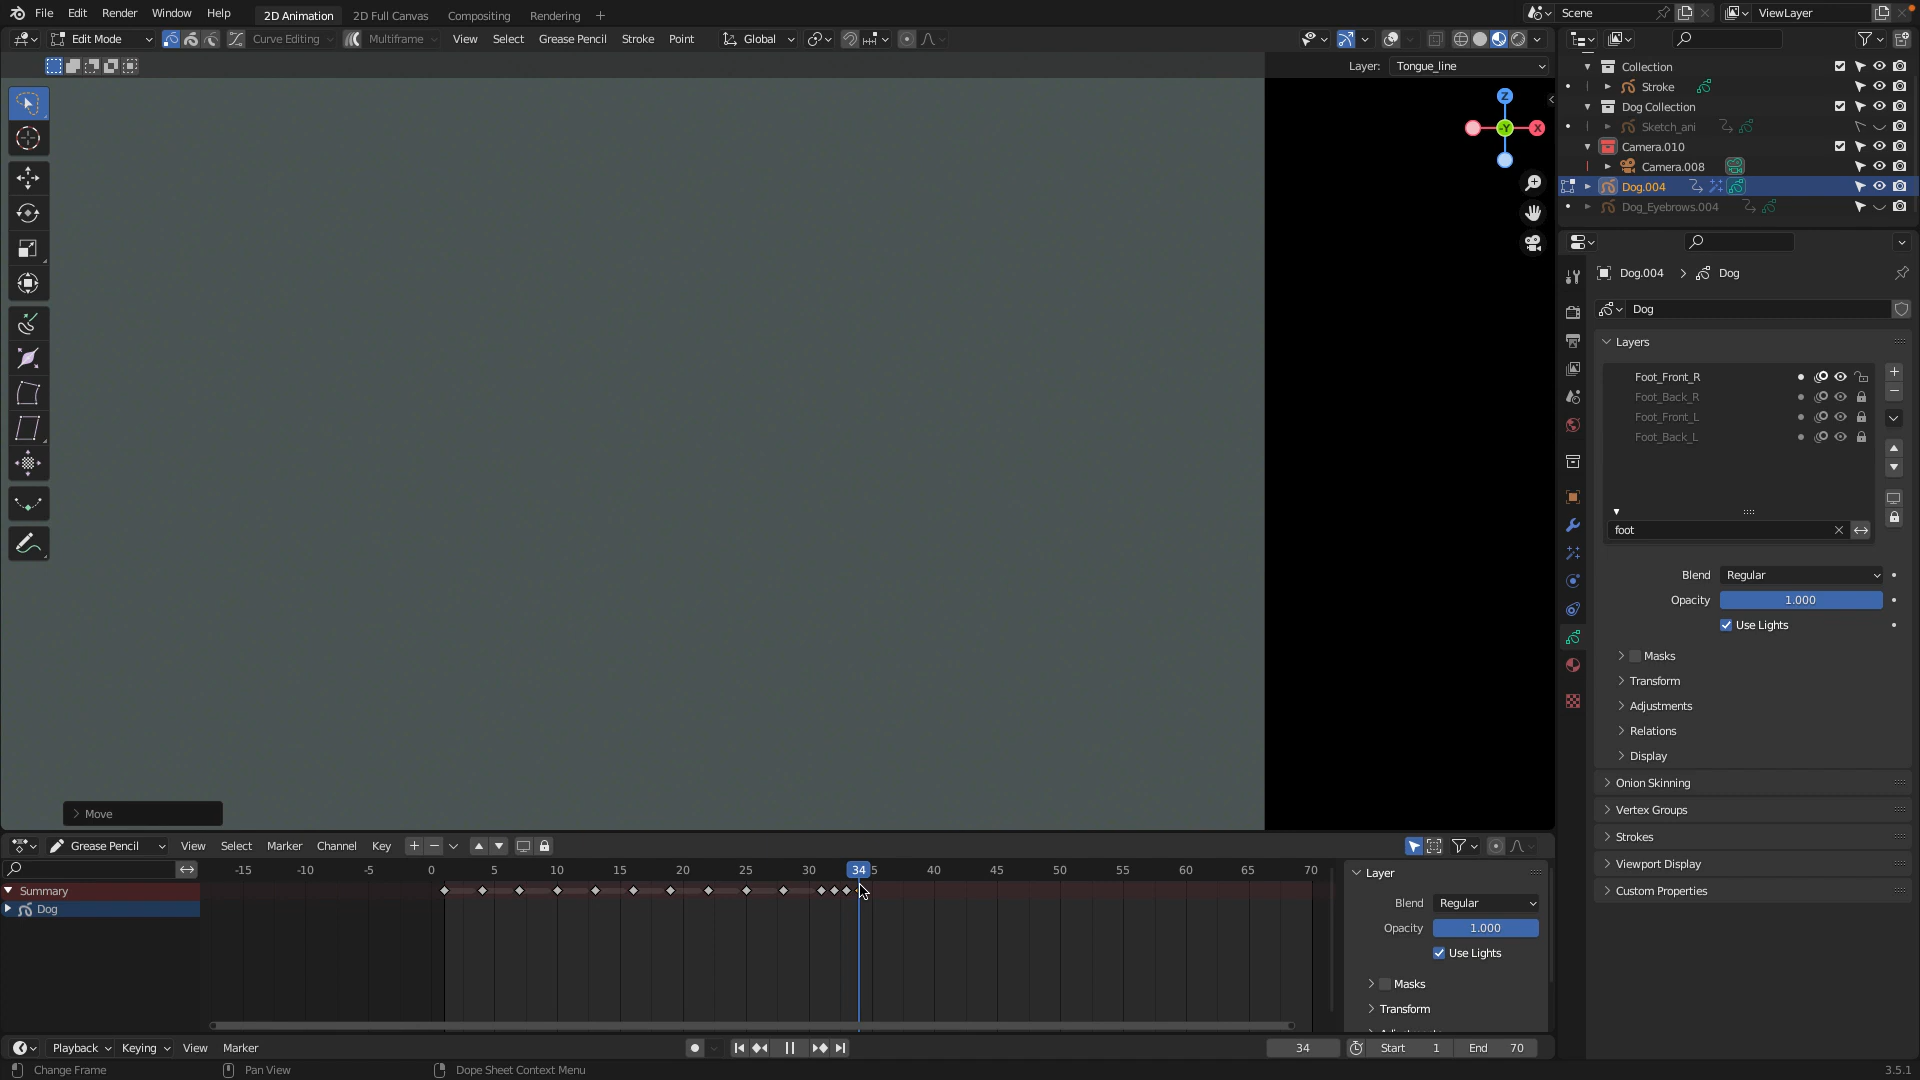 File Edit Render Window Help 2D Animation 2D Full Canvas Compositing Rendering + Scene ViewLayer
Edit Mode Curve Editing Multiframe View Select Grease Pencil Stroke Point Global
Layer: Tongue_line
Z
-Y X
Collection
Stroke
Dog Collection
Sketch_ani
Camera.010
Camera.008
Dog.004
Dog_Eyebrows.004
Dog.004 > Dog
Dog
Layers
Foot_Front_R
Foot_Back_R
Foot_Front_L
Foot_Back_L
foot
Blend Regular
Opacity 1.000
Use Lights
Masks
Transform
Adjustments
Relations
Display
Onion Skinning
Vertex Groups
Strokes
Viewport Display
Custom Properties
Move
Grease Pencil View Select Marker Channel Key
-15 -10 -5 0 5 10 15 20 25 30 34 5 40 45 50 55 60 65 70
Summary
Dog
Layer
Blend Regular
Opacity 1.000
Use Lights
Masks
Transform
Playback Keying View Marker 34 Start 1 End 70
Change Frame Pan View Dope Sheet Context Menu 3.5.1